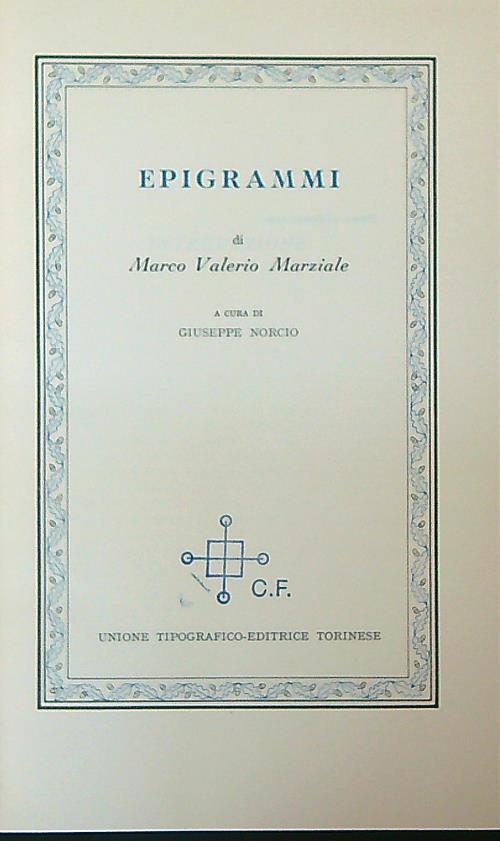 EPIGRAMMI
di
Marco Valerio Marziale
A CURA DI
GIUSEPPE NORCIO
C.F.
UNIONE TIPOGRAFICO-EDITRICE TORINESE